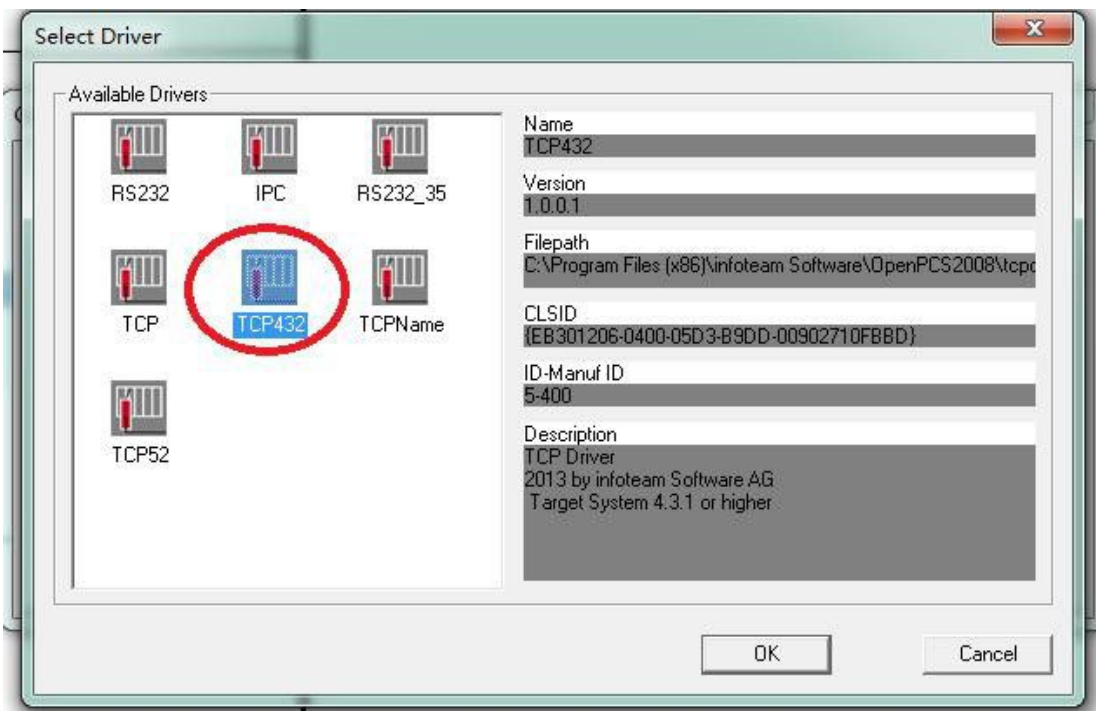 Select Driver
Available Drivers
RS232 IPC RS232_35
TCP TCP432 TCPName
TCP52
Name
TCP432
Version
1.0.0.1
Filepath
C:\Program Files (x86)\infoteam Software\OpenPCS2008\tcpd
CLSID
{EB301206-0400-05D3-B9DD-00902710FBBD}
ID-Manuf ID
5-400
Description
TCP Driver
2013 by infoteam Software AG
Target System 4.3.1 or higher
OK Cancel